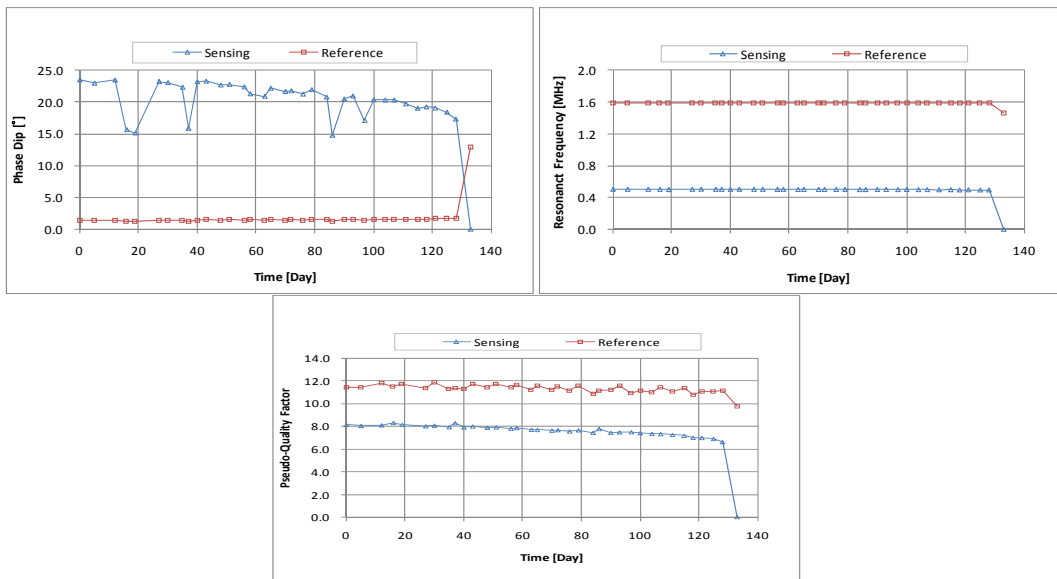 Sensing Reference
25.0
20.0
15.0
10.0
5.0
0.0
Phase Dip [°]
0 20 40 60 80 100 120 140
Time [Day]
Sensing Reference
2.0
1.6
1.2
0.8
0.4
0.0
Resonanct Frequency [MHz]
0 20 40 60 80 100 120 140
Time [Day]
Sensing Reference
14.0
12.0
10.0
8.0
6.0
4.0
2.0
0.0
Pseudo-Quality Factor
0 20 40 60 80 100 120 140
Time [Day]